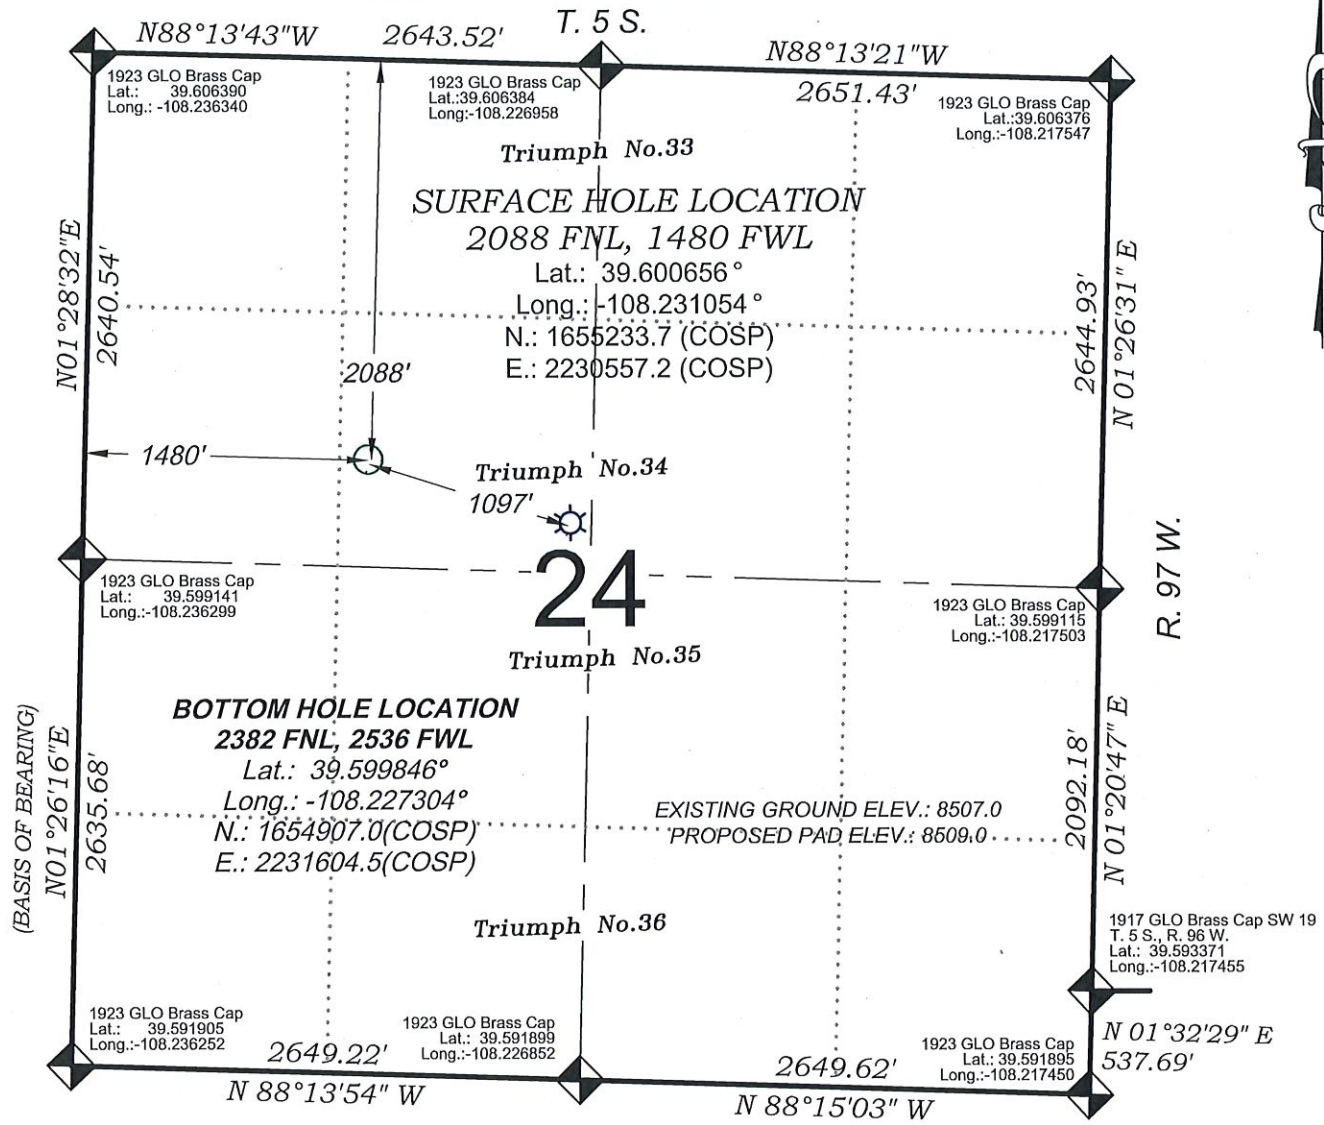 T. 5 S.
N88°13'43"W 2643.52'
N88°13'21"W
2651.43'
1923 GLO Brass Cap
Lat.: 39.606390
Long.: -108.236340
1923 GLO Brass Cap
Lat.:39.606384
Long:-108.226958
1923 GLO Brass Cap
Lat.:39.606376
Long.:-108.217547
Triumph No.33
SURFACE HOLE LOCATION
2088 FNL, 1480 FWL
Lat.: 39.600656°
Long.: -108.231054°
N.: 1655233.7 (COSP)
E.: 2230557.2 (COSP)
N01°28'32"E
2640.54'
2644.93'
N 01°26'31" E
2088'
1480'
Triumph No.34
1097'
24
1923 GLO Brass Cap
Lat.: 39.599141
Long.:-108.236299
1923 GLO Brass Cap
Lat.: 39.599115
Long.:-108.217503
R. 97 W.
Triumph No.35
BOTTOM HOLE LOCATION
2382 FNL, 2536 FWL
Lat.: 39.599846°
Long.: -108.227304°
N.: 1654907.0(COSP)
E.: 2231604.5(COSP)
EXISTING GROUND ELEV.: 8507.0
PROPOSED PAD ELEV.: 8509.0
(BASIS OF BEARING)
N01°26'16"E
2635.68'
2092.18'
N 01°20'47" E
Triumph No.36
1917 GLO Brass Cap SW 19
T. 5 S., R. 96 W.
Lat.: 39.593371
Long.:-108.217455
1923 GLO Brass Cap
Lat.: 39.591905
Long.:-108.236252
1923 GLO Brass Cap
Lat.: 39.591899
Long.:-108.226852
1923 GLO Brass Cap
Lat.: 39.591895
Long.:-108.217450
N 01°32'29" E
537.69'
2649.22'
N 88°13'54" W
2649.62'
N 88°15'03" W